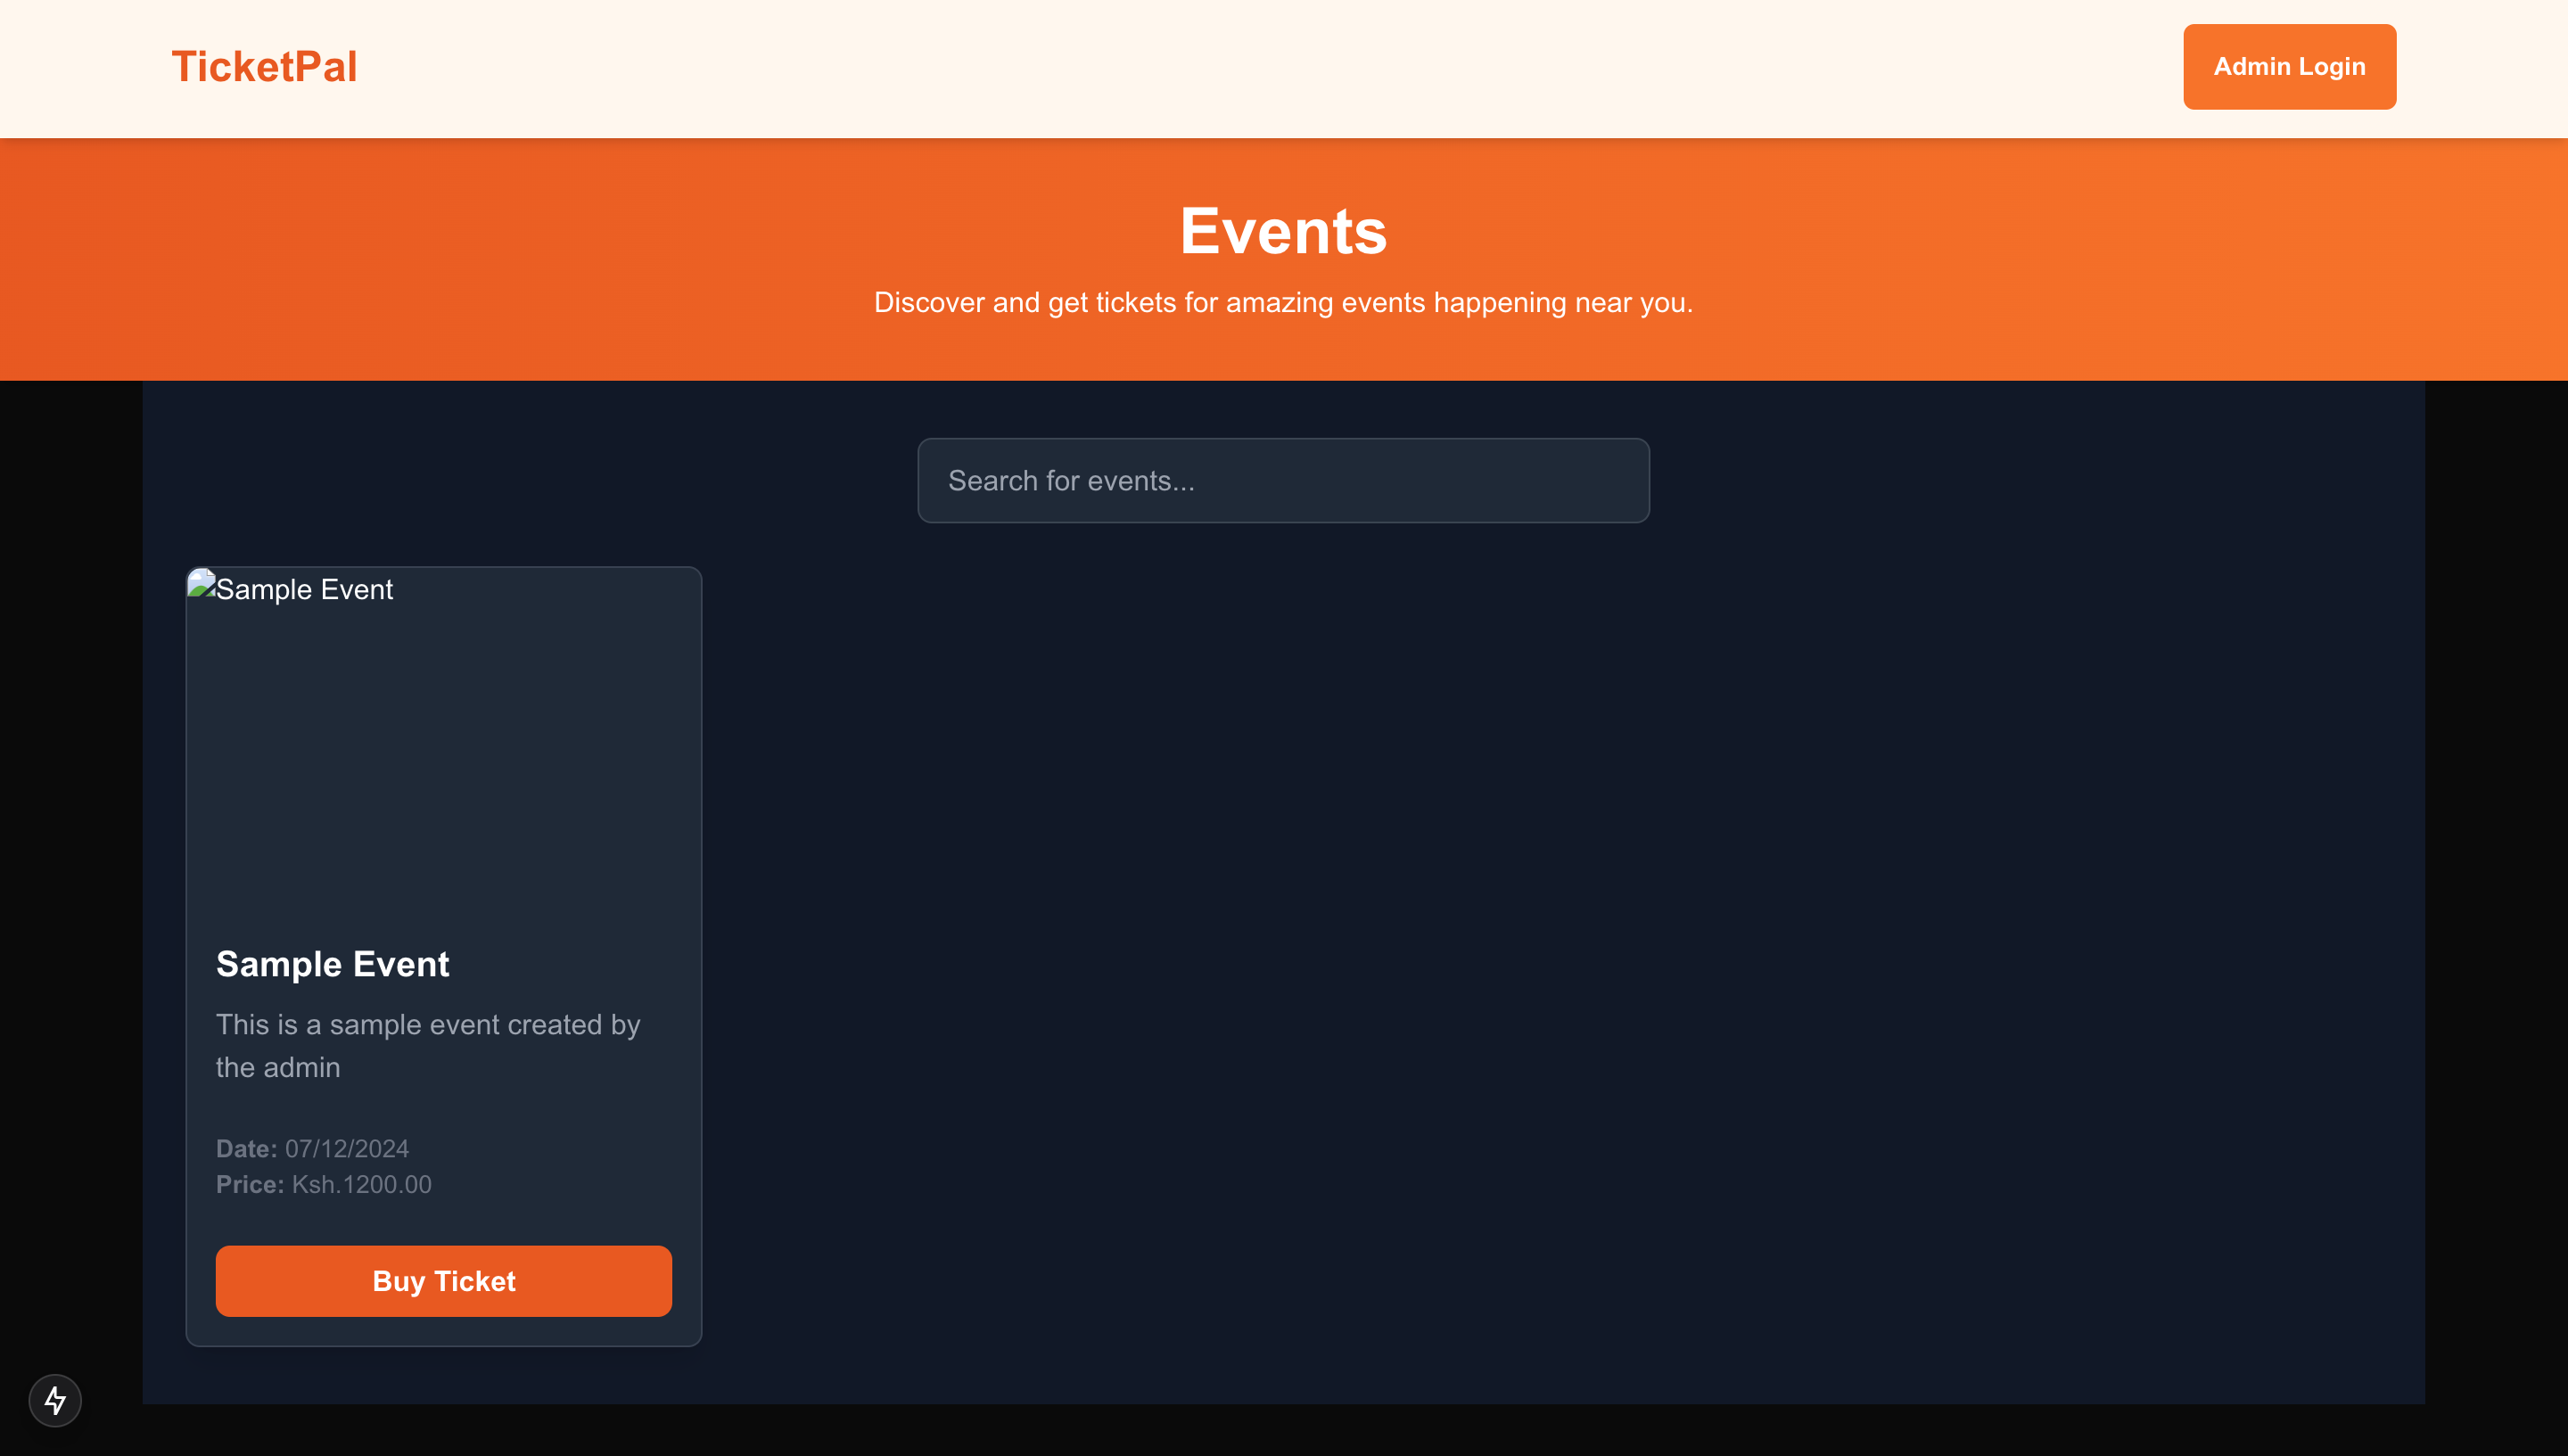 TicketPal
Admin Login
Events
Discover and get tickets for amazing events happening near you.
Search for events...
Sample Event
Sample Event
This is a sample event created by
the admin
Date: 07/12/2024
Price: Ksh.1200.00
Buy Ticket